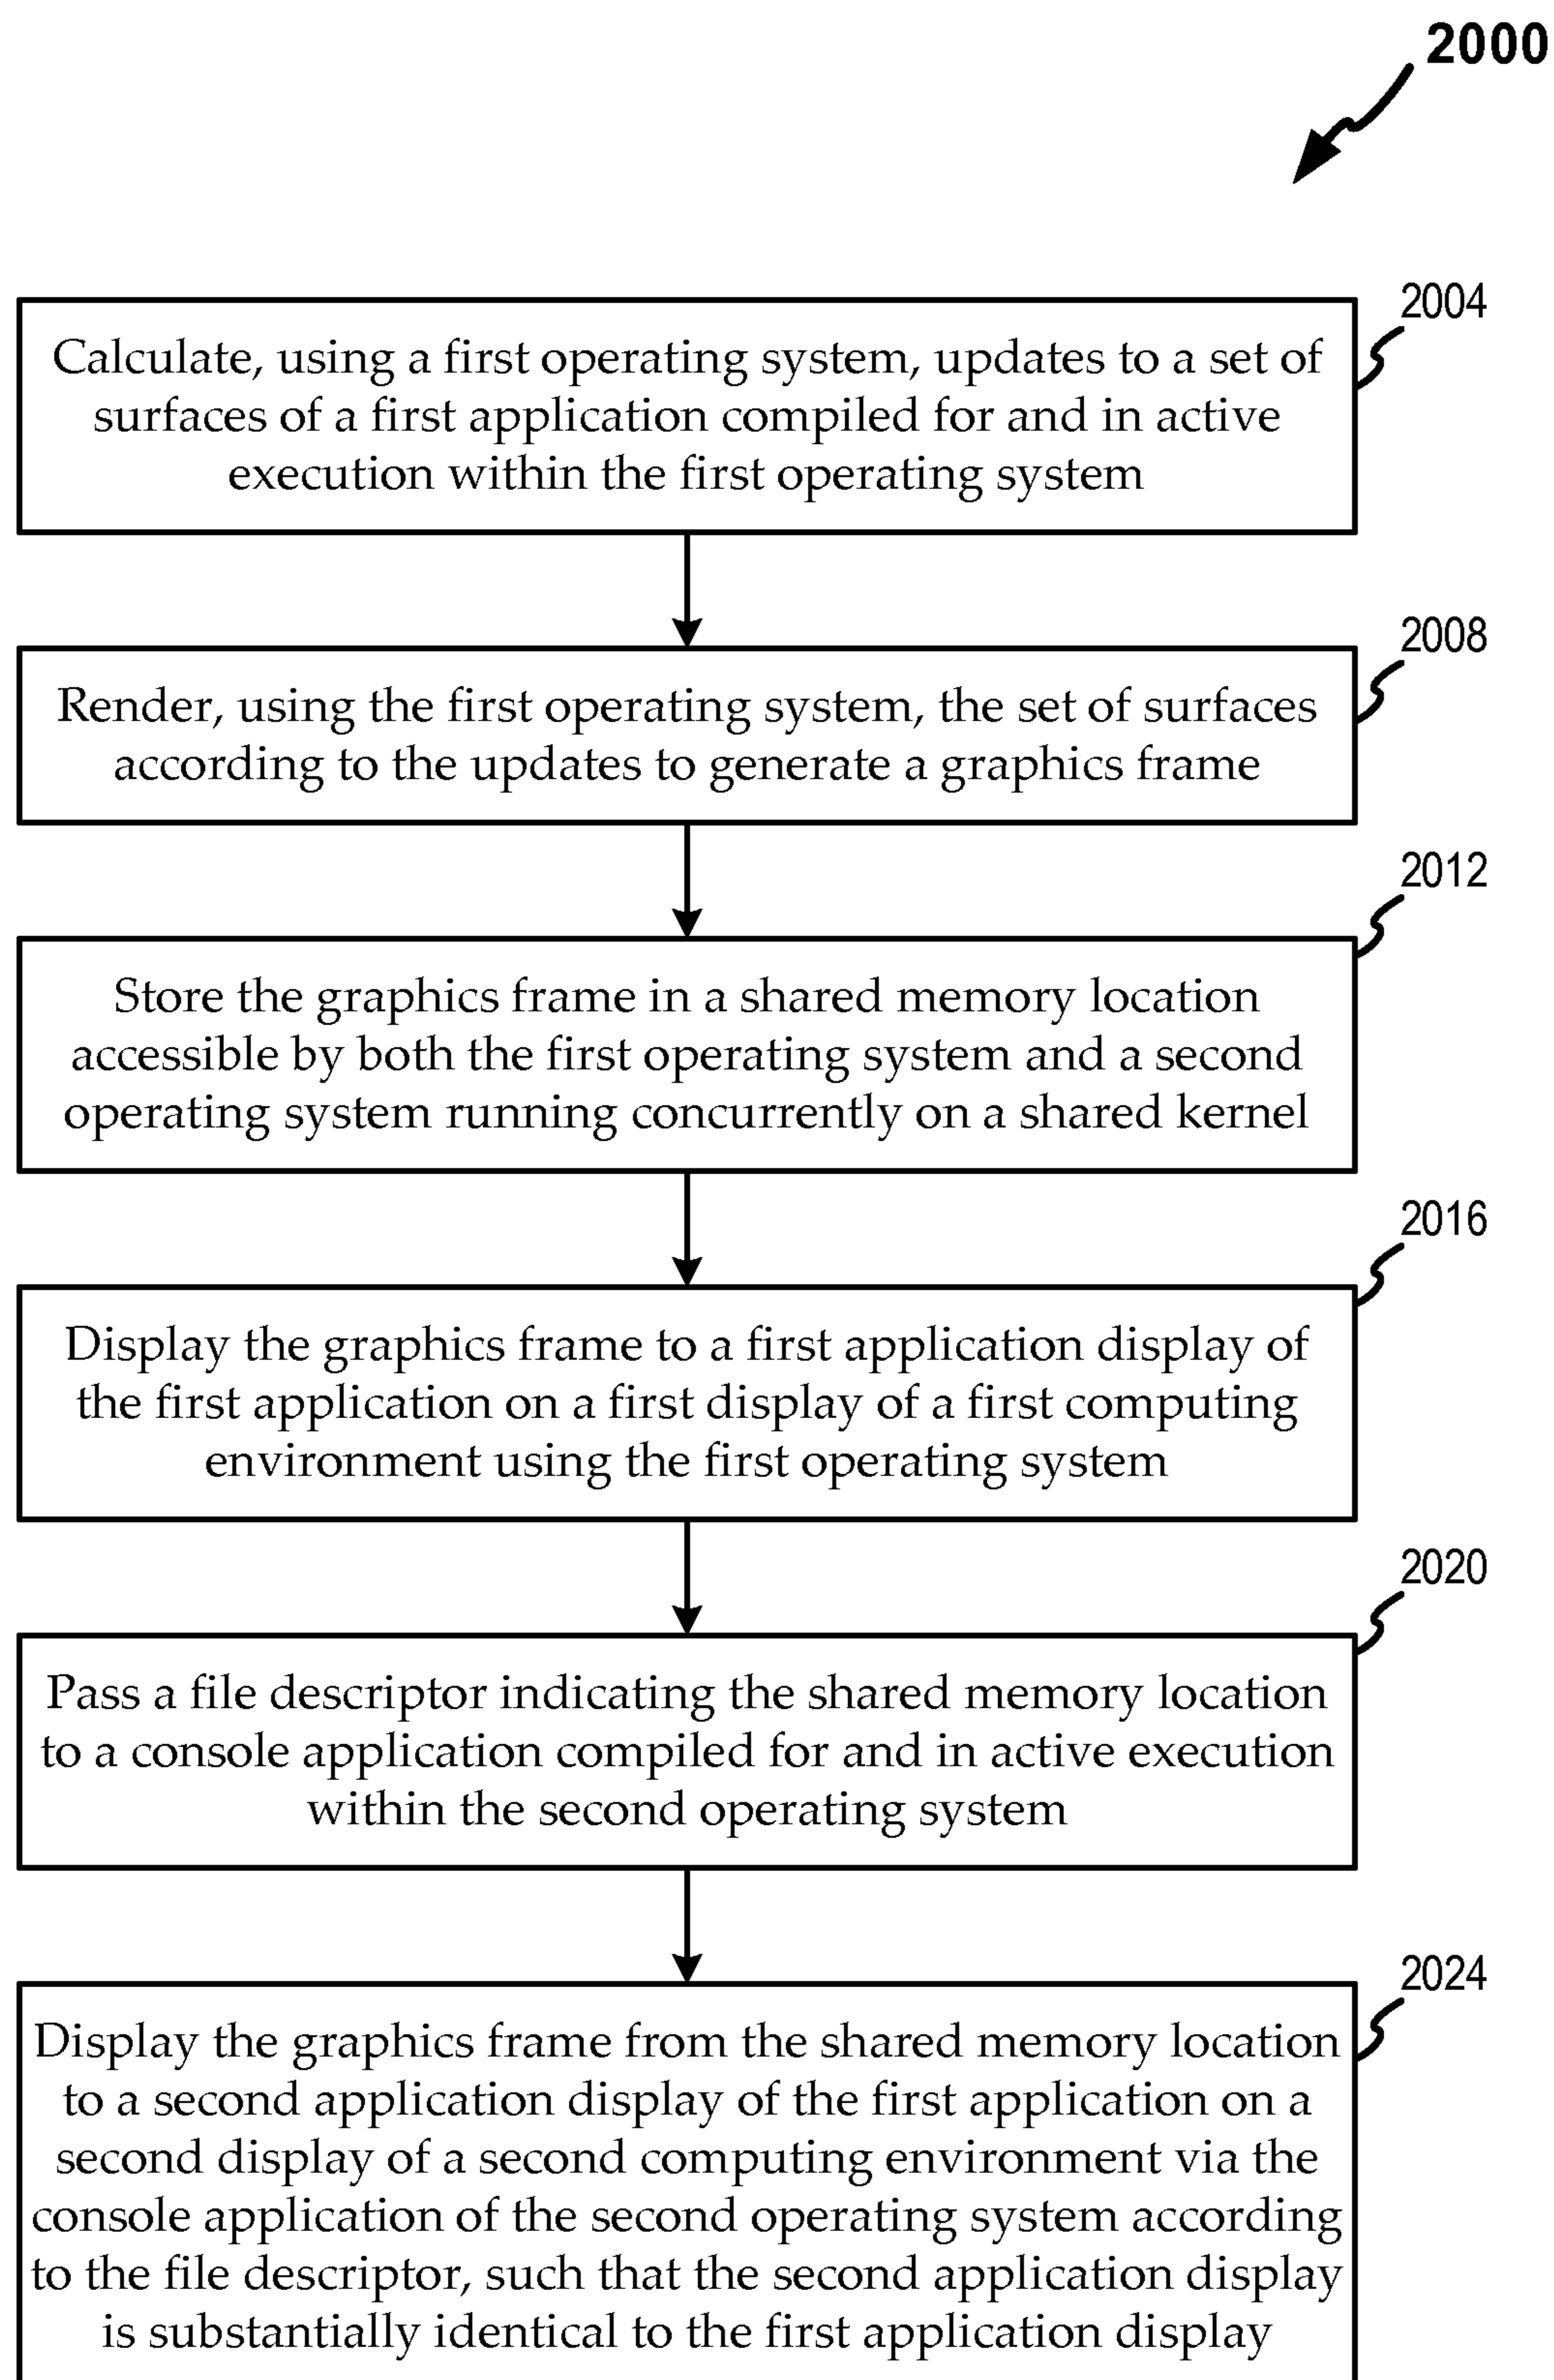 2000
2004
Calculate, using a first operating system, updates to a set of
surfaces of a first application compiled for and in active
execution within the first operating system
2008
Render, using the first operating system, the set of surfaces
according to the updates to generate a graphics frame
2012
Store the graphics frame in a shared memory location
accessible by both the first operating system and a second
operating system running concurrently on a shared kernel
2016
Display the graphics frame to a first application display of
the first application on a first display of a first computing
environment using the first operating system
2020
Pass a file descriptor indicating the shared memory location
to a console application compiled for and in active execution
within the second operating system
2024
Display the graphics frame from the shared memory location
to a second application display of the first application on a
second display of a second computing environment via the
console application of the second operating system according
to the file descriptor, such that the second application display
is substantially identical to the first application display